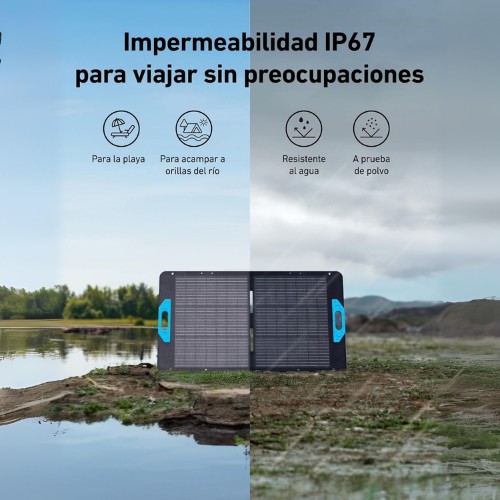 Impermeabilidad IP67
para viajar sin preocupaciones
Para la playa
Para acampar a
orillas del río
Resistente
al agua
A prueba
de polvo